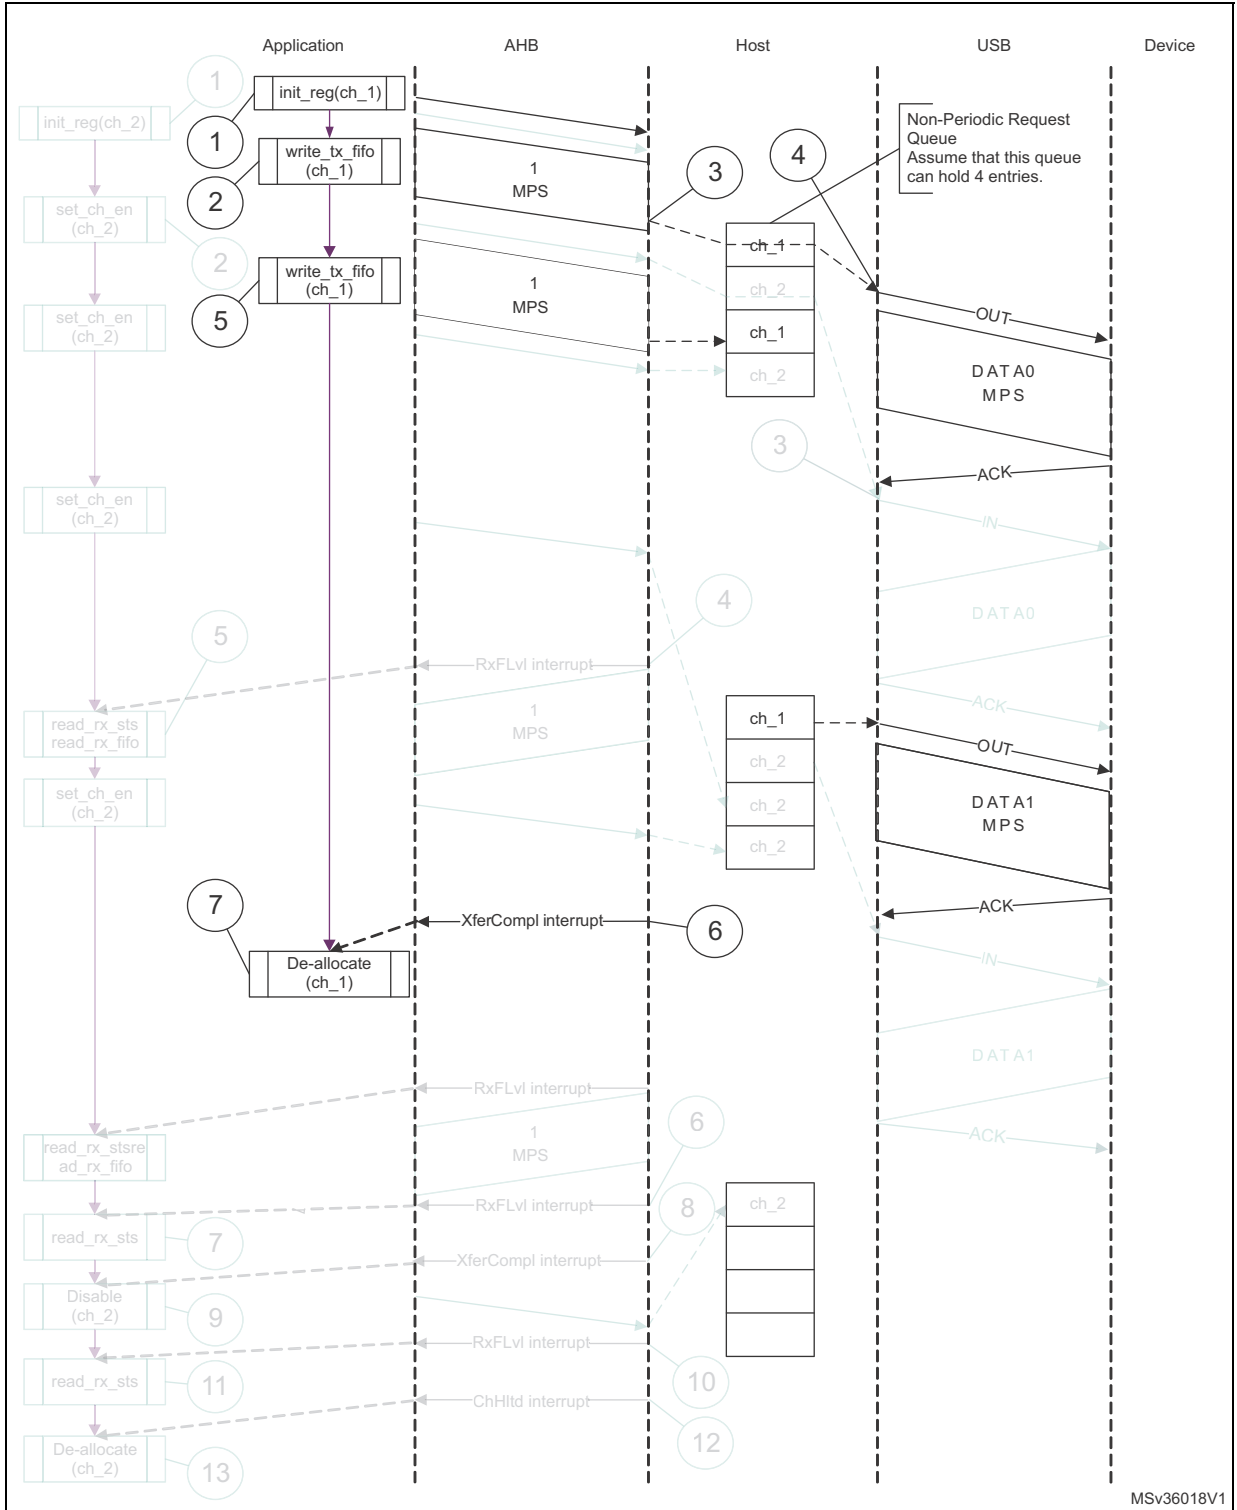 Application AHB Host USB Device
1
init_reg(ch_1)
init_reg(ch_2)
1
Non-Periodic Request
Queue
Assume that this queue
can hold 4 entries.
write_tx_fifo
(ch_1)
1
MPS
3
4
2
set_ch_en
(ch_2)
ch_1
2
write_tx_fifo
(ch_1)
1
MPS
ch_2
5
set_ch_en
(ch_2)
OUT
ch_1
ch_2
DATA0
MPS
3
ACK
set_ch_en
(ch_2)
IN
4
5
DATA0
RxFLvl interrupt
read_rx_sts
read_rx_fifo
1
MPS
ch_1
ACK
OUT
ch_2
set_ch_en
(ch_2)
ch_2
DATA1
MPS
ch_2
7
XferCompl interrupt
6
ACK
De-allocate
(ch_1)
IN
DATA1
RxFLvl interrupt
6
read_rx_stsre
ad_rx_fifo
1
MPS
ACK
RxFLvl interrupt
8
ch_2
read_rx_sts
7
XferCompl interrupt
Disable
(ch_2)
9
RxFLvl interrupt
read_rx_sts
11
10
ChHltd interrupt
12
De-allocate
(ch_2)
13
MSv36018V1